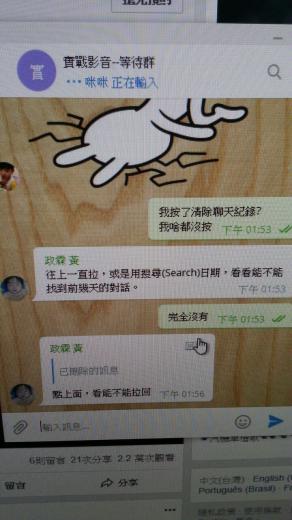 實戰影音--等待群
咪咪 正在輸入
我按了清除聊天紀錄?
我啥都沒按 下午 01:53
政霖 黃
往上一直拉，或是用搜尋(Search)日期，看看能不能
找到前幾天的對話。 下午 01:53
完全沒有 下午 01:53
政霖 黃
已刪除的訊息
點上面，看能不能拉回 下午 01:56
輸入訊息...
6則留言 21次分享 2.2 萬次觀看
留言 分享
中文(台灣) · English (
Português (Brasil) · Fr